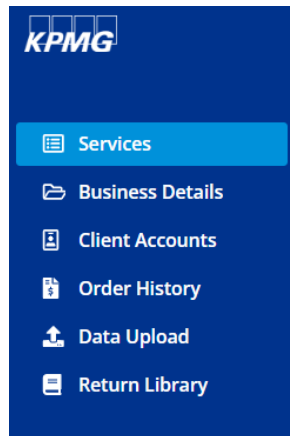 KPMG
Services
Business Details
Client Accounts
Order History
Data Upload
Return Library